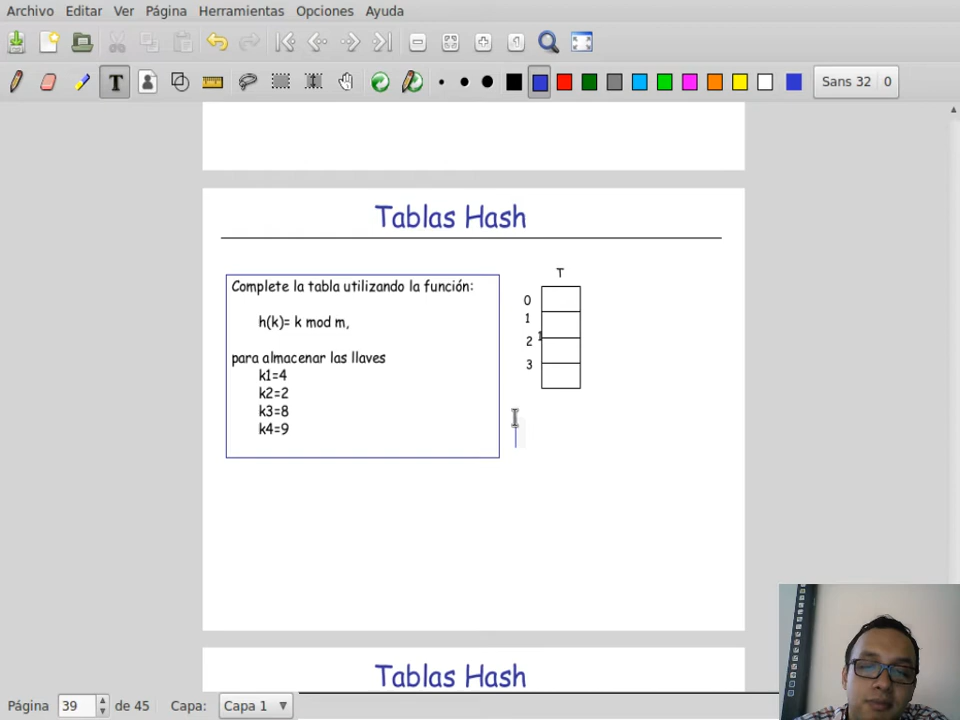 Archivo Editar Ver Página Herramientas Opciones Ayuda
T Sans 32 0
Tablas Hash
Complete la tabla utilizando la función:
h(k)= k mod m,
para almacenar las llaves
k1=4
k2=2
k3=8
k4=9
T
0
1
1
2
3
Tablas Hash
Página 39 de 45 Capa: Capa 1